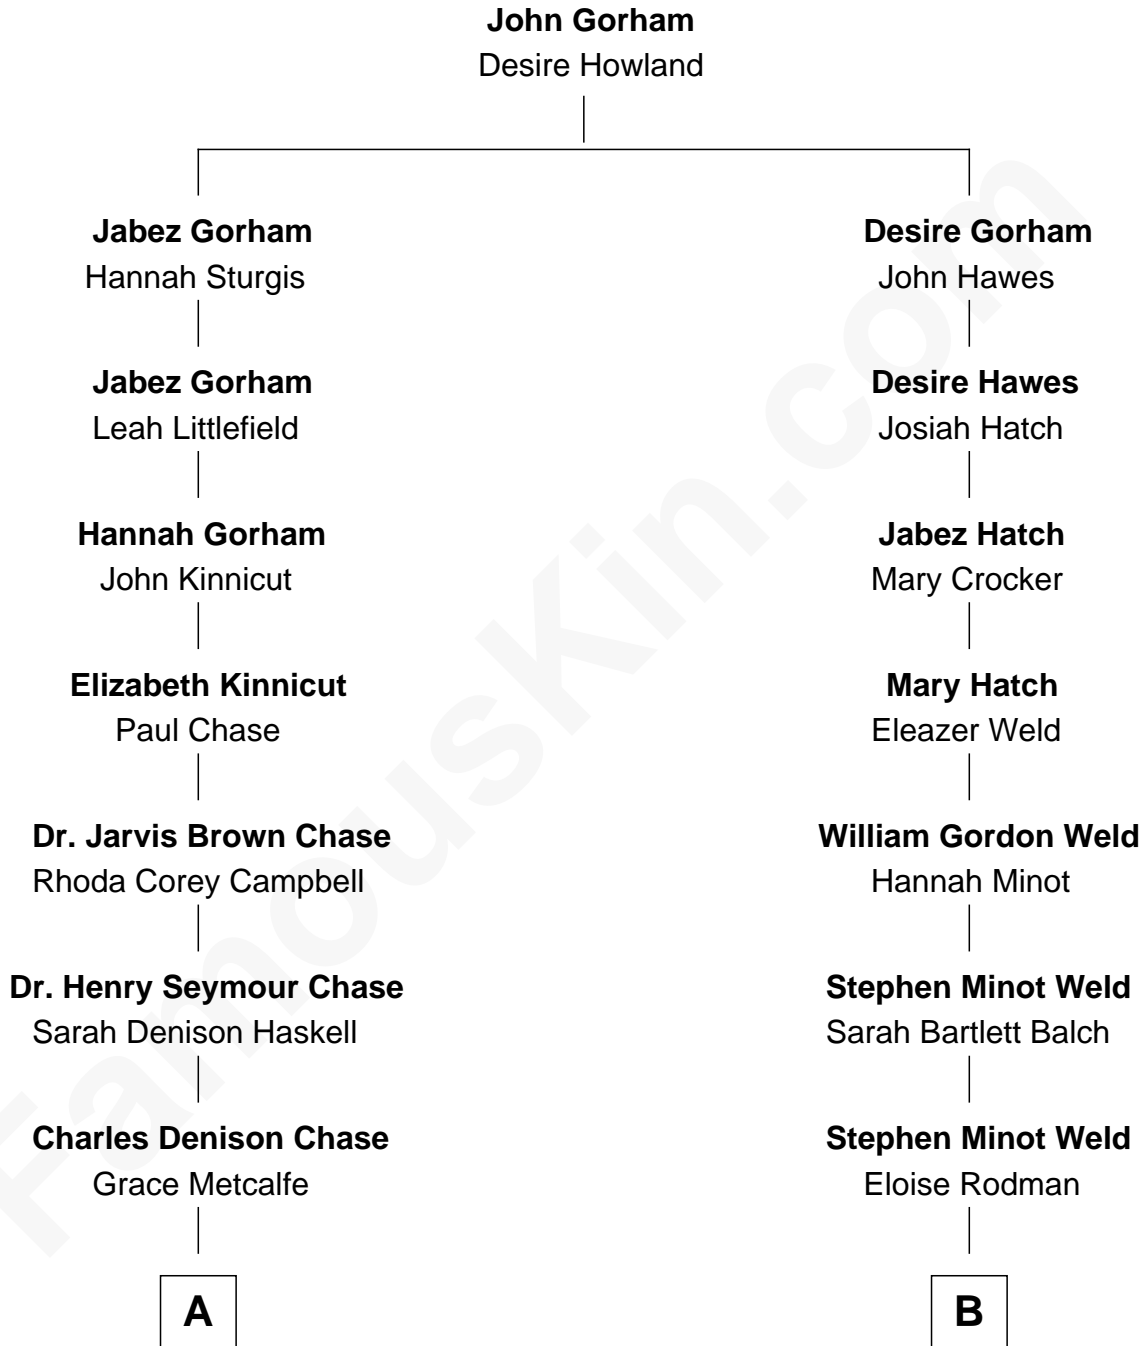 John Gorham
Desire Howland
Jabez Gorham
Hannah Sturgis
Desire Gorham
John Hawes
Jabez Gorham
Leah Littlefield
Desire Hawes
Josiah Hatch
Hannah Gorham
John Kinnicut
Jabez Hatch
Mary Crocker
Elizabeth Kinnicut
Paul Chase
Mary Hatch
Eleazer Weld
Dr. Jarvis Brown Chase
Rhoda Corey Campbell
William Gordon Weld
Hannah Minot
Dr. Henry Seymour Chase
Sarah Denison Haskell
Stephen Minot Weld
Sarah Bartlett Balch
Charles Denison Chase
Grace Metcalfe
Stephen Minot Weld
Eloise Rodman
A
B
FamousKin.com